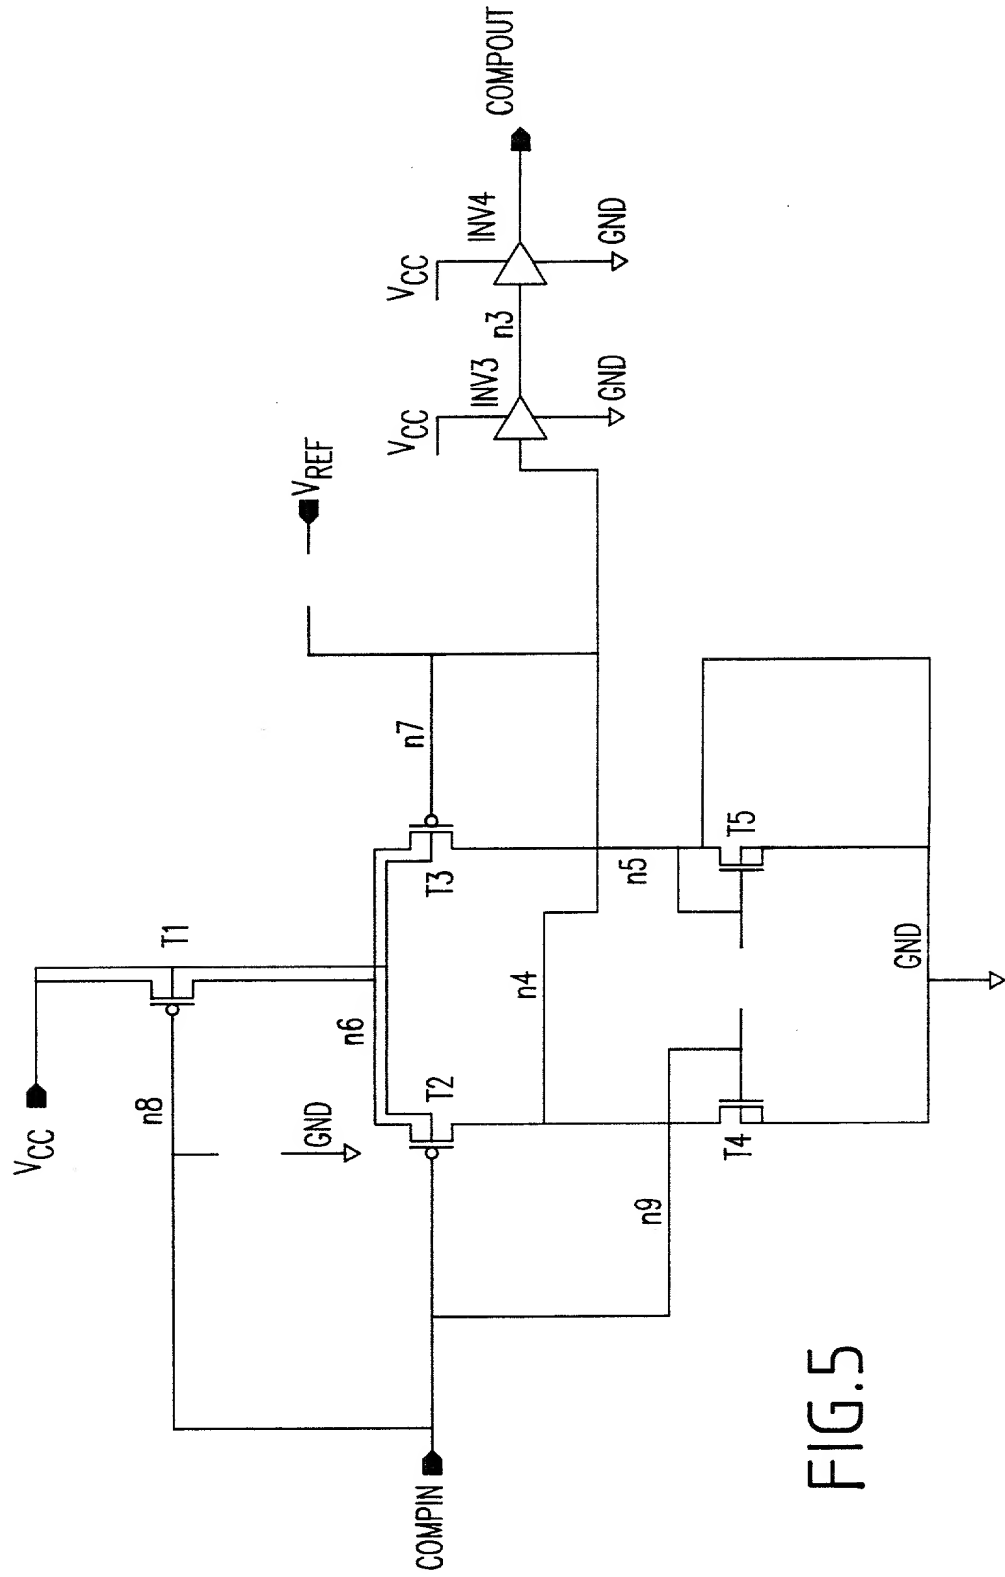 VCC
T1
n8
GND
n6
T2
T3
n7
VREF
COMPIN
VCC
INV3
n3
GND
VCC
INV4
GND
COMPOUT
n4
n5
n9
T4
T5
GND
FIG.5